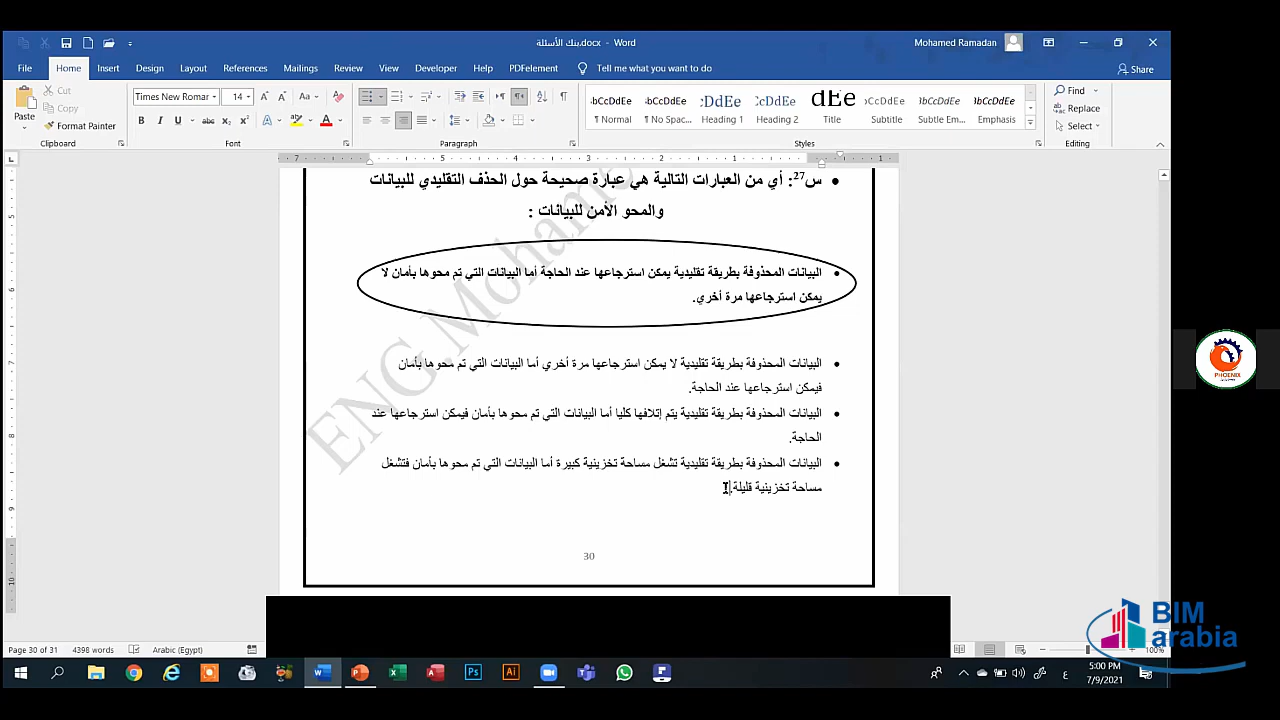 بنك الأسئلة.docx - Word
Mohamed Ramadan
File Home Insert Design Layout References Mailings Review View Developer Help PDFelement Tell me what you want to do Share
Paste
Cut
Copy
Format Painter
Clipboard
Times New Romar 14
Font
Paragraph
¶ Normal
¶ No Spac...
Heading 1
Heading 2
Title
Subtitle
Subtle Em...
Emphasis
Styles
Find
Replace
Select
Editing
س27: أي من العبارات التالية هي عبارة صحيحة حول الحذف التقليدي للبيانات
والمحو الأمن للبيانات :
البيانات المحذوفة بطريقة تقليدية يمكن استرجاعها عند الحاجة أما البيانات التي تم محوها بأمان لا
يمكن استرجاعها مرة أخري.
البيانات المحذوفة بطريقة تقليدية لا يمكن استرجاعها مرة أخري أما البيانات التي تم محوها بأمان
فيمكن استرجاعها عند الحاجة.
البيانات المحذوفة بطريقة تقليدية يتم إتلافها كليا أما البيانات التي تم محوها بأمان فيمكن استرجاعها عند
الحاجة.
البيانات المحذوفة بطريقة تقليدية تشغل مساحة تخزينية كبيرة أما البيانات التي تم محوها بأمان فتشغل
مساحة تخزينية قليلة.
ENG.Mohame
30
PHOENIX
BIM
arabia
Page 30 of 31 4398 words Arabic (Egypt) 100%
5:00 PM
7/9/2021